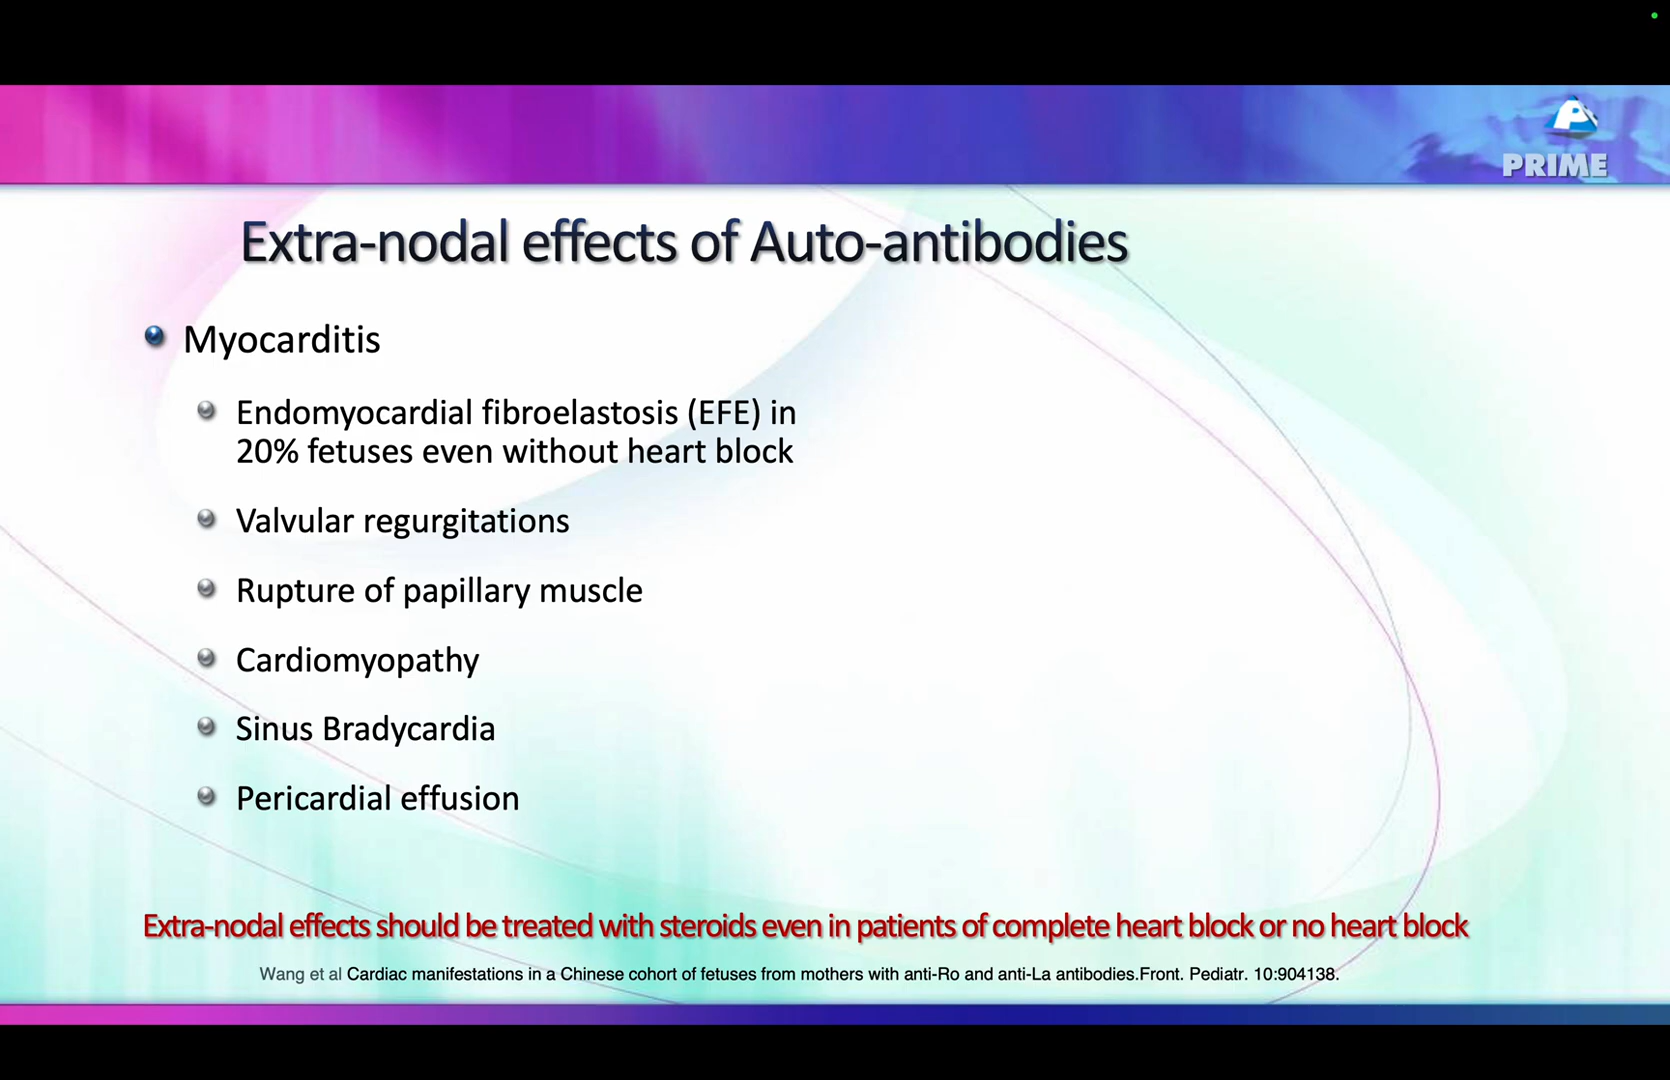 PRIME
Extra-nodal effects of Auto-antibodies
Myocarditis
Endomyocardial fibroelastosis (EFE) in
20% fetuses even without heart block
Valvular regurgitations
Rupture of papillary muscle
Cardiomyopathy
Sinus Bradycardia
Pericardial effusion
Extra-nodal effects should be treated with steroids even in patients of complete heart block or no heart block
Wang et al Cardiac manifestations in a Chinese cohort of fetuses from mothers with anti-Ro and anti-La antibodies.Front. Pediatr. 10:904138.